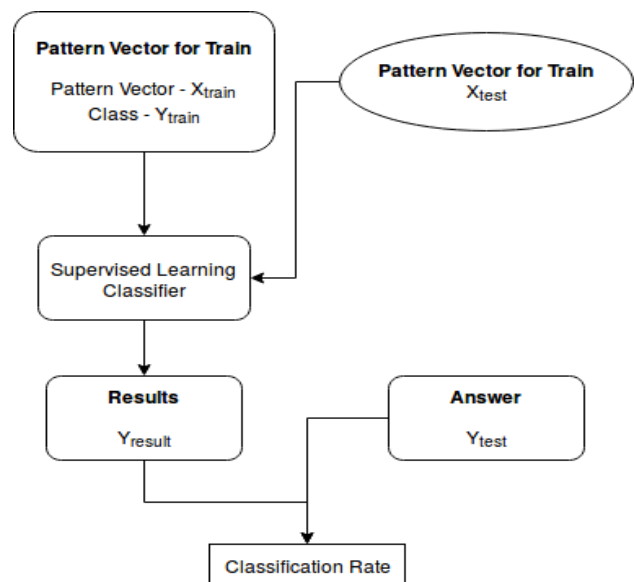 Pattern Vector for Train
Pattern Vector - Xtrain
Class - Ytrain
Pattern Vector for Train
Xtest
Supervised Learning
Classifier
Results
Yresult
Answer
Ytest
Classification Rate